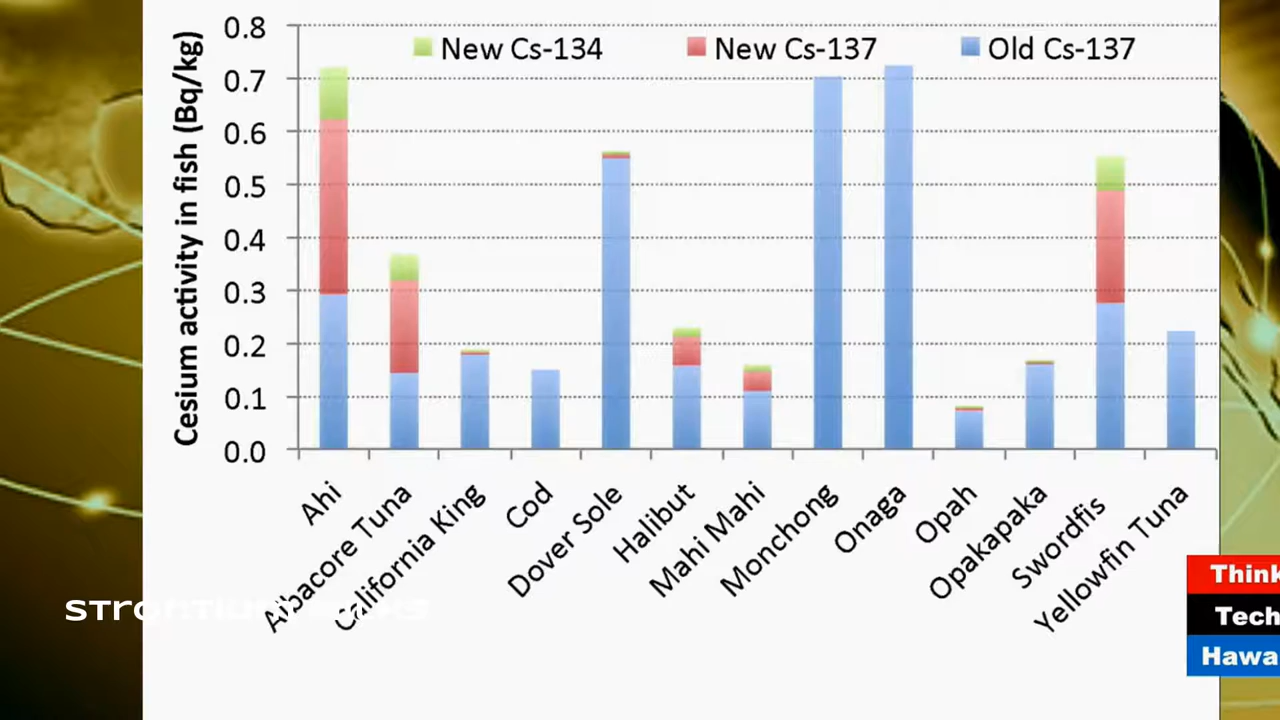 Cesium activity in fish (Bq/kg)
New Cs-134 New Cs-137 Old Cs-137
0.8
0.7
0.6
0.5
0.4
0.3
0.2
0.1
0.0
Ahi
Albacore Tuna
California King
Cod
Dover Sole
Halibut
Mahi Mahi
Monchong
Onaga
Opah
Opakapaka
Swordfis
Yellowfin Tuna
Think
Tech
Hawa